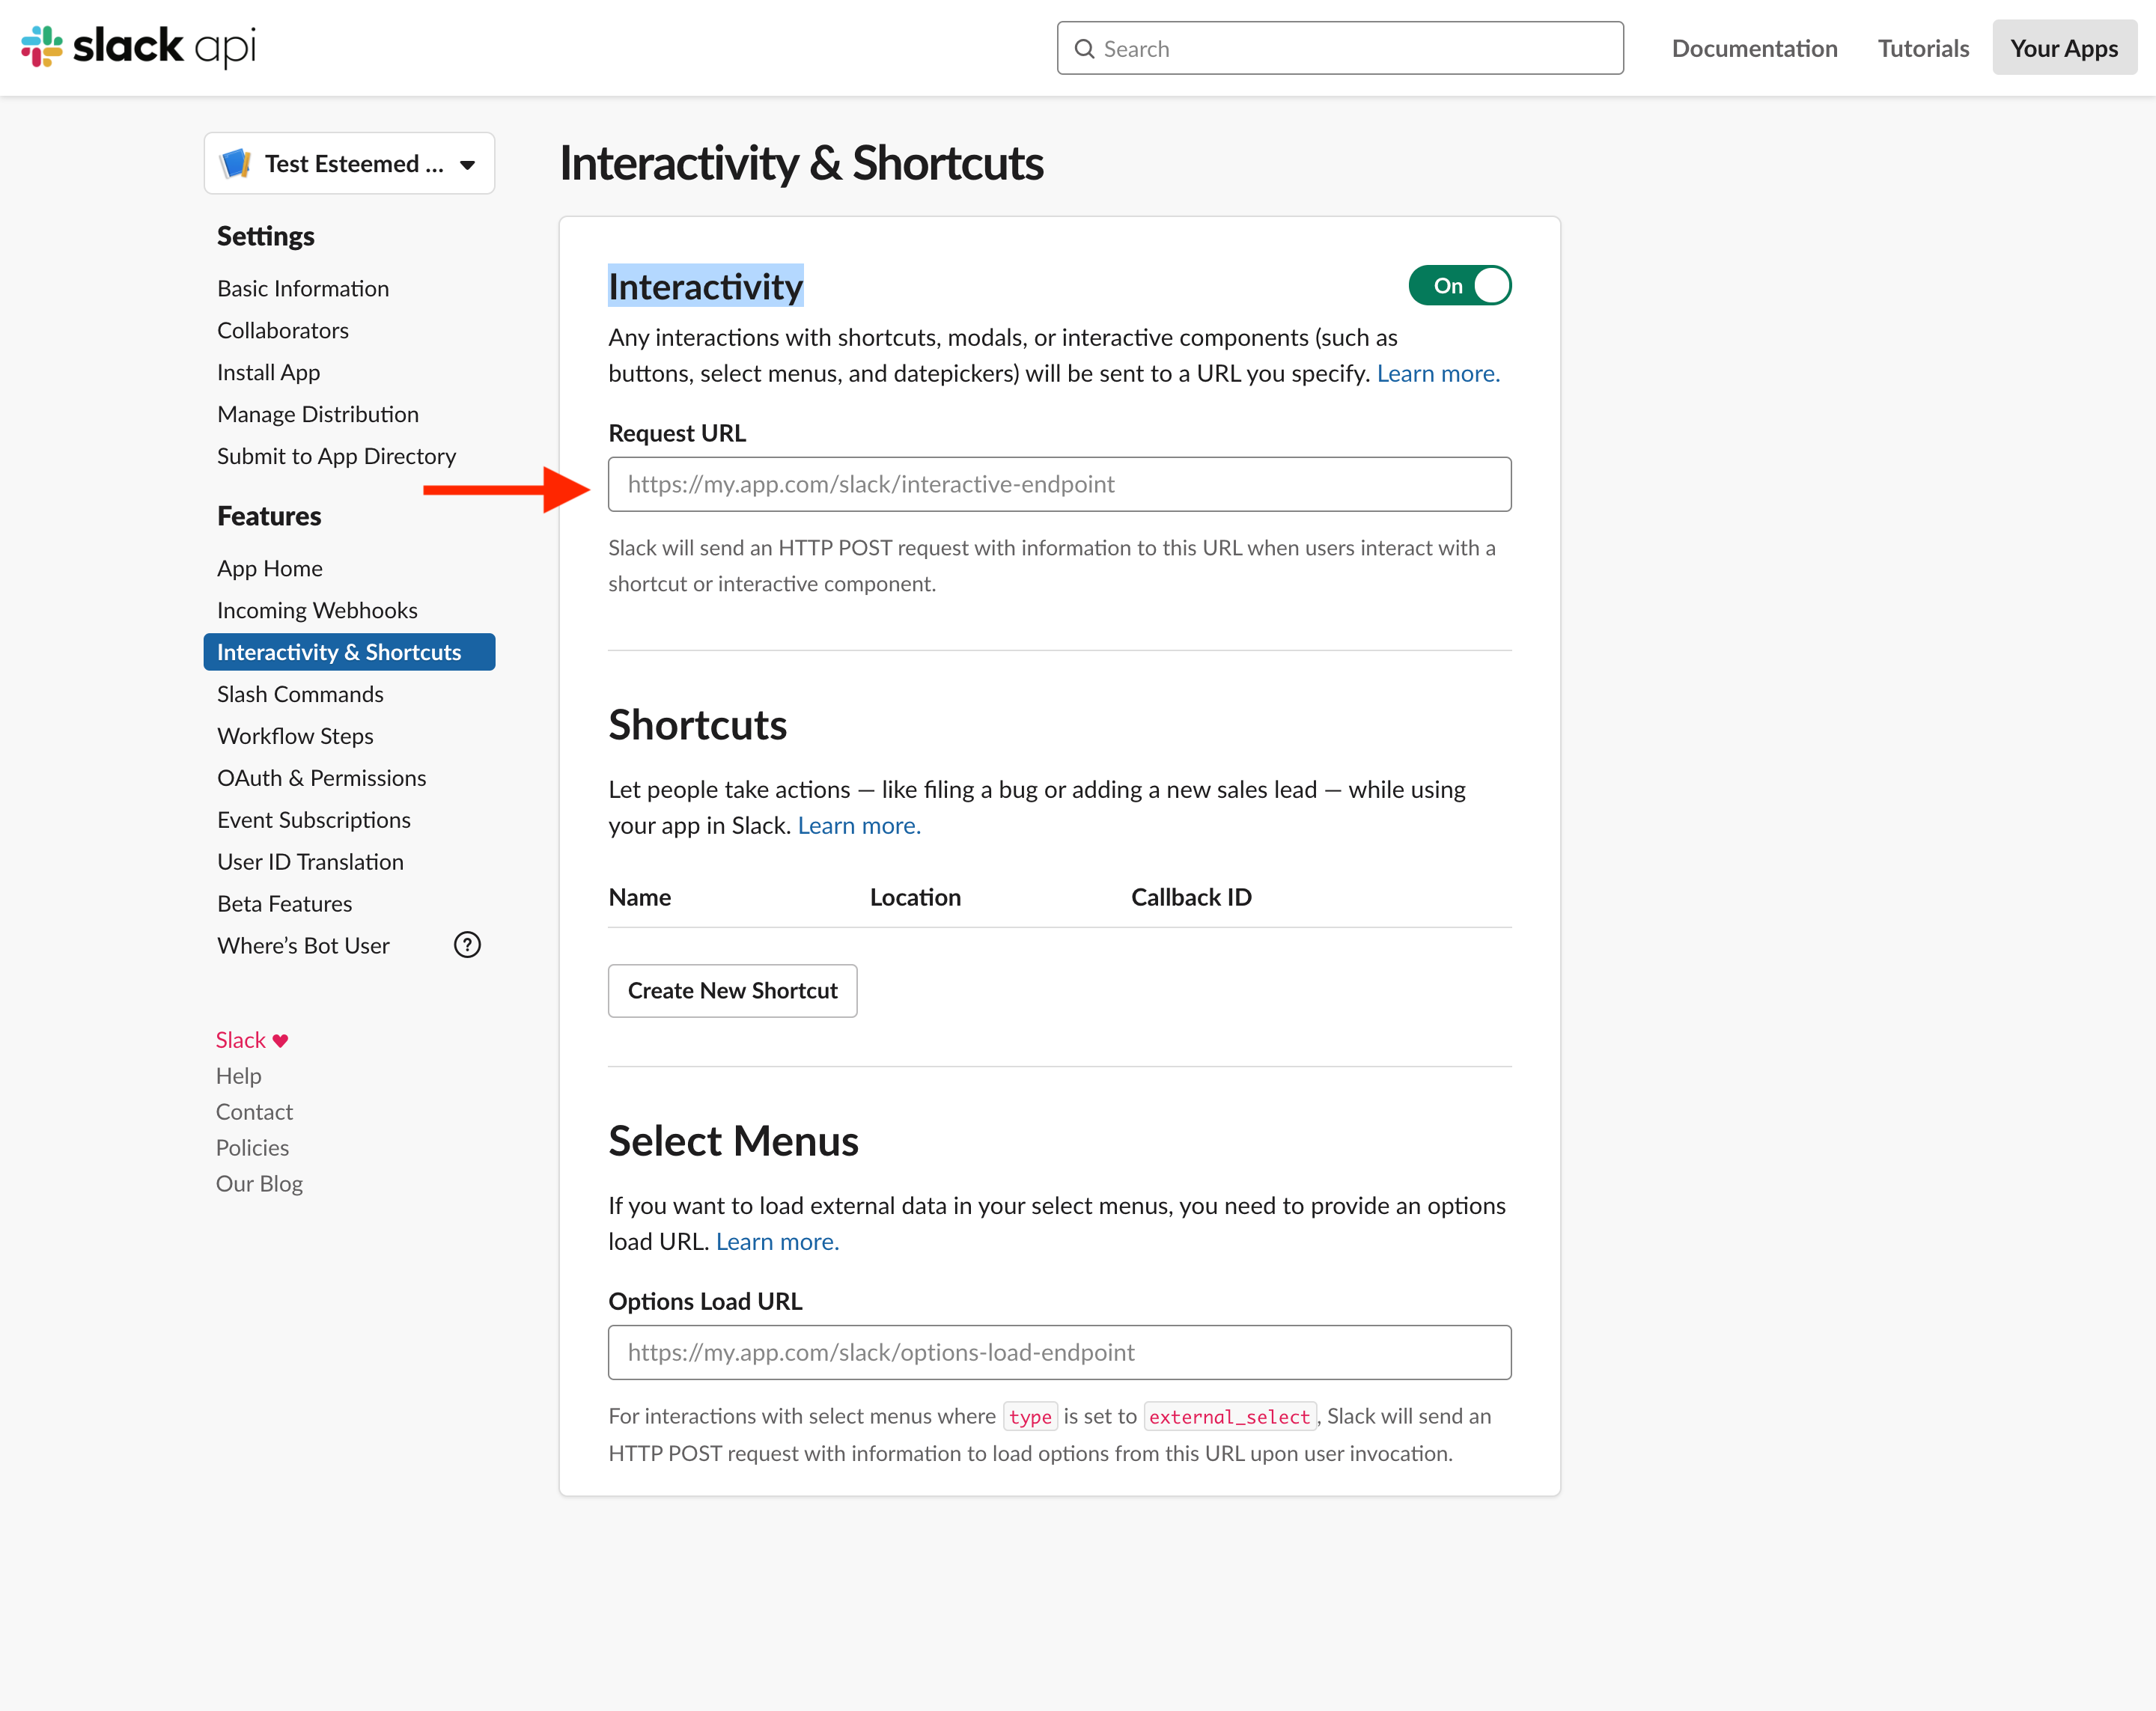 slack api
Search
Documentation
Tutorials
Your Apps
Test Esteemed ...
Settings
Basic Information
Collaborators
Install App
Manage Distribution
Submit to App Directory
Features
App Home
Incoming Webhooks
Interactivity & Shortcuts
Slash Commands
Workflow Steps
OAuth & Permissions
Event Subscriptions
User ID Translation
Beta Features
Where’s Bot User
?
Slack
Help
Contact
Policies
Our Blog
Interactivity & Shortcuts
Interactivity
On
Any interactions with shortcuts, modals, or interactive components (such as
buttons, select menus, and datepickers) will be sent to a URL you specify. Learn more.
Request URL
https://my.app.com/slack/interactive-endpoint
Slack will send an HTTP POST request with information to this URL when users interact with a
shortcut or interactive component.
Shortcuts
Let people take actions — like filing a bug or adding a new sales lead — while using
your app in Slack. Learn more.
Name Location Callback ID
Create New Shortcut
Select Menus
If you want to load external data in your select menus, you need to provide an options
load URL. Learn more.
Options Load URL
https://my.app.com/slack/options-load-endpoint
For interactions with select menus where type is set to external_select, Slack will send an
HTTP POST request with information to load options from this URL upon user invocation.